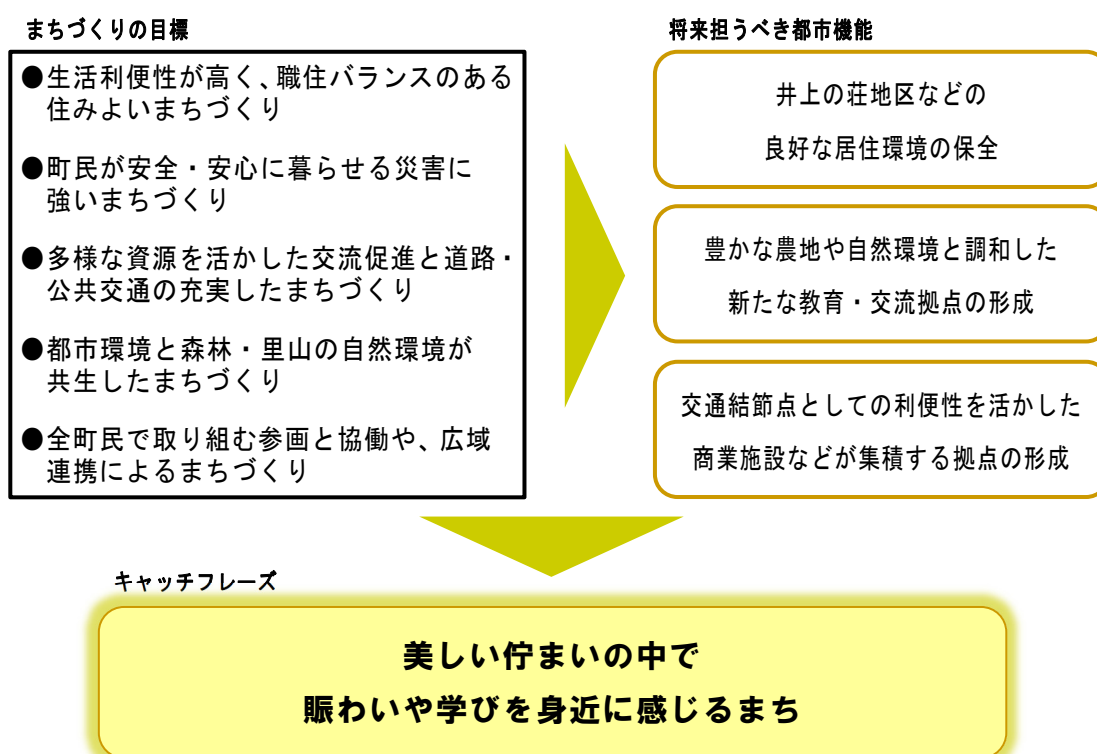 まちづくりの目標
●生活利便性が高く、職住バランスのある
住みよいまちづくり
●町民が安全・安心に暮らせる災害に
強いまちづくり
●多様な資源を活かした交流促進と道路・
公共交通の充実したまちづくり
●都市環境と森林・里山の自然環境が
共生したまちづくり
●全町民で取り組む参画と協働や、広域
連携によるまちづくり
将来担うべき都市機能
井上の荘地区などの
良好な居住環境の保全
豊かな農地や自然環境と調和した
新たな教育・交流拠点の形成
交通結節点としての利便性を活かした
商業施設などが集積する拠点の形成
キャッチフレーズ
美しい佇まいの中で
賑わいや学びを身近に感じるまち